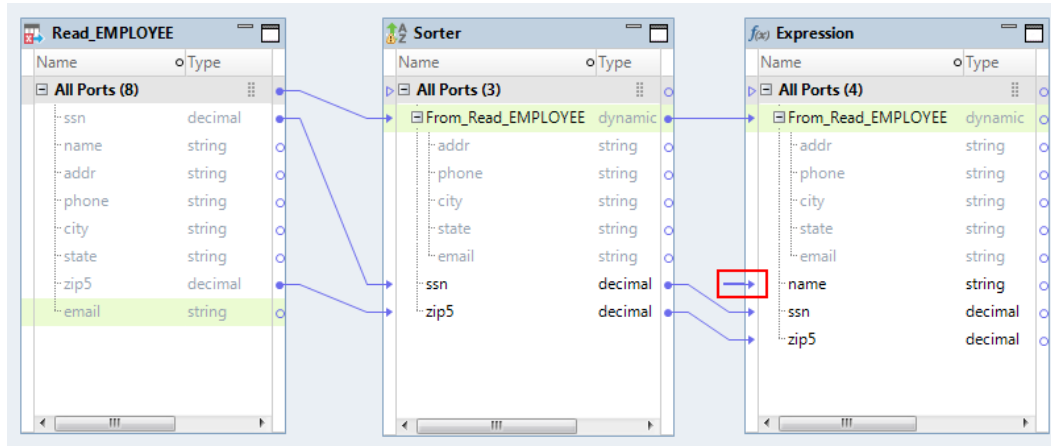 Read_EMPLOYEE
Name Type
All Ports (8)
ssn decimal
name string
addr string
phone string
city string
state string
zip5 decimal
email string
Sorter
Name Type
All Ports (3)
From_Read_EMPLOYEE dynamic
addr string
phone string
city string
state string
email string
ssn decimal
zip5 decimal
f(x) Expression
Name Type
All Ports (4)
From_Read_EMPLOYEE dynamic
addr string
phone string
city string
state string
email string
name string
ssn decimal
zip5 decimal